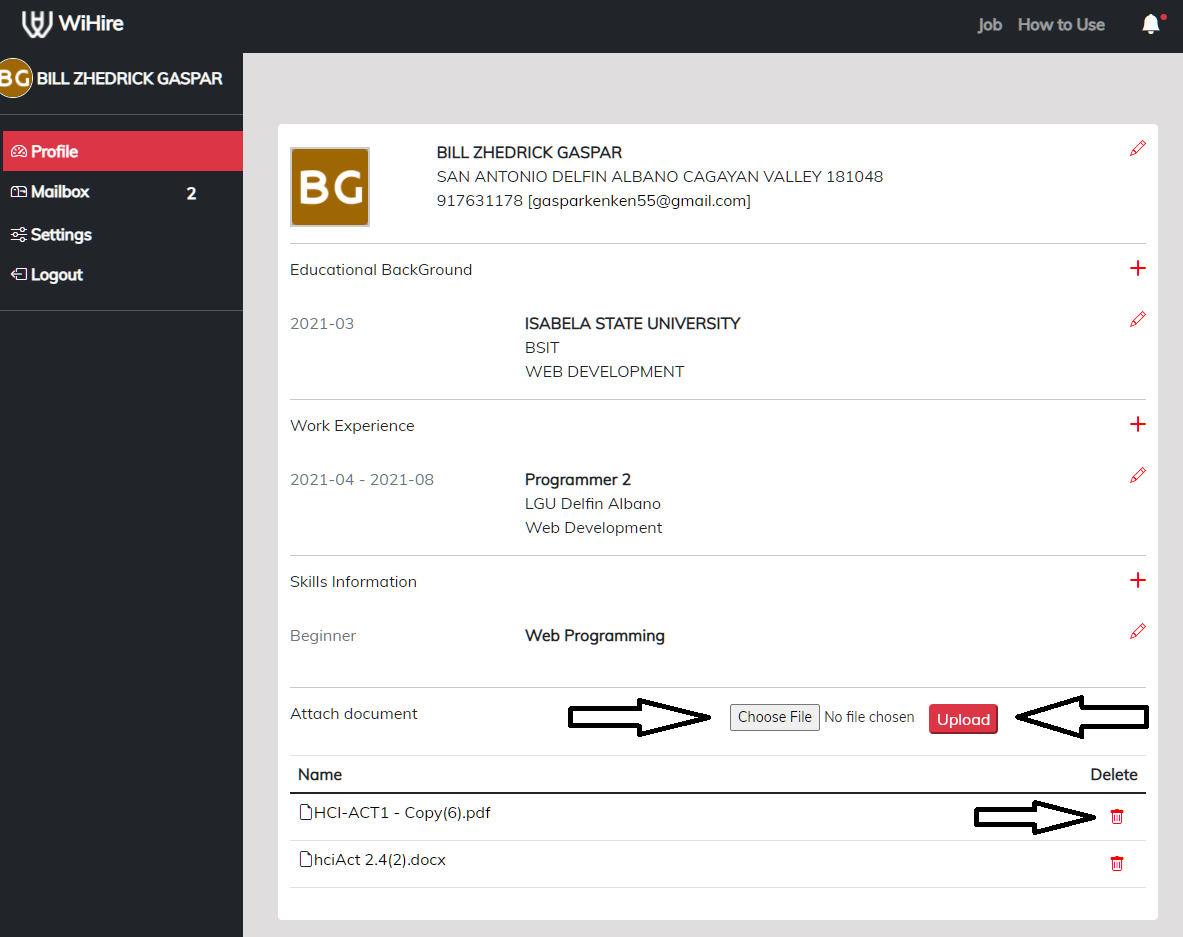 WiHire
Job How to Use
BG BILL ZHEDRICK GASPAR
Profile
Mailbox 2
Settings
Logout
BG
BILL ZHEDRICK GASPAR
SAN ANTONIO DELFIN ALBANO CAGAYAN VALLEY 181048
917631178 [gasparkenken55@gmail.com]
Educational BackGround
2021-03
ISABELA STATE UNIVERSITY
BSIT
WEB DEVELOPMENT
Work Experience
2021-04 - 2021-08
Programmer 2
LGU Delfin Albano
Web Development
Skills Information
Beginner
Web Programming
Attach document
Choose File No file chosen Upload
Name Delete
HCI-ACT1 - Copy(6).pdf
hciAct 2.4(2).docx